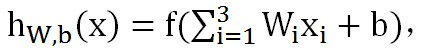 h_{W,b}(x) = f(∑_{i=1}^{3} W_i x_i + b)，